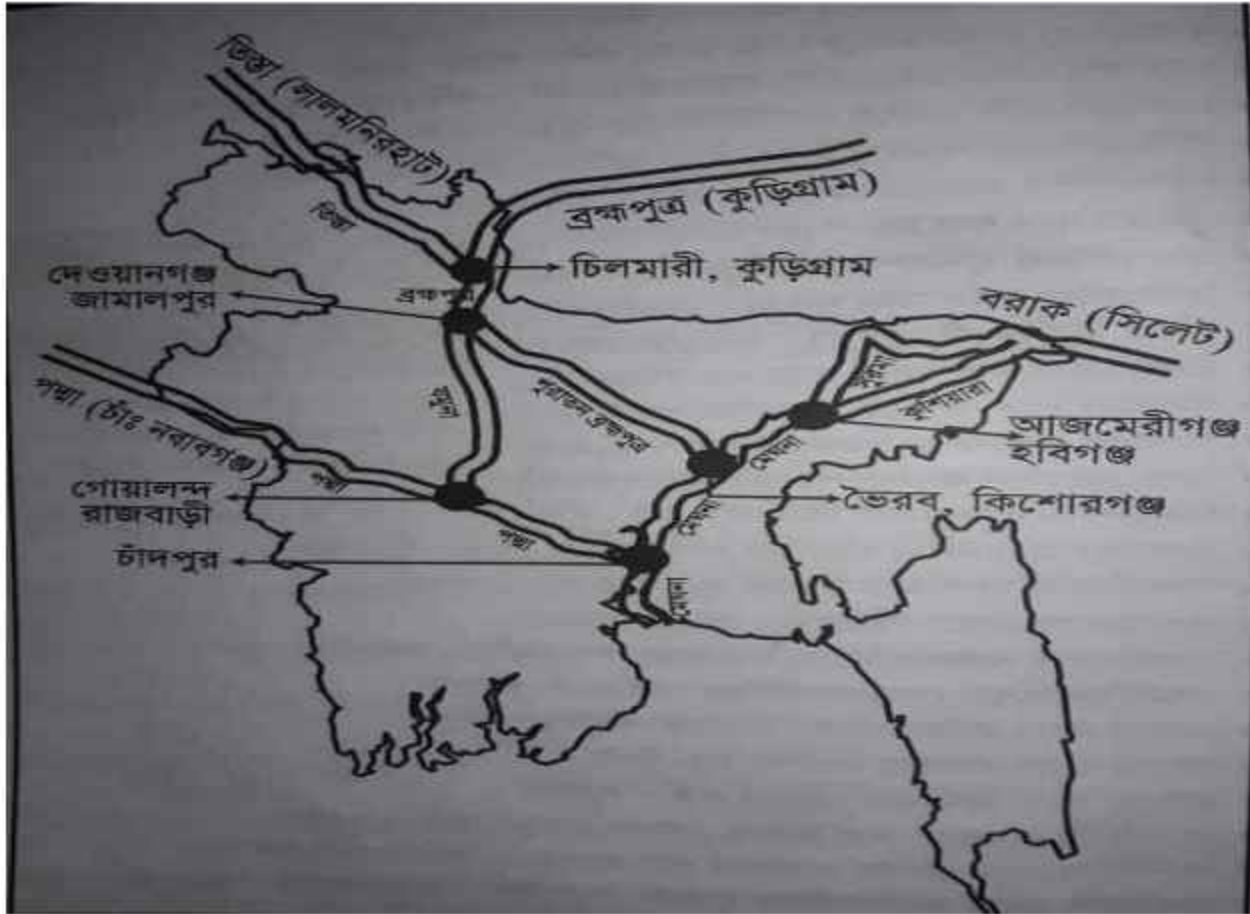 তিস্তা (লালমনিরহাট)
ব্রহ্মপুত্র (কুড়িগ্রাম)
তিস্তা
চিলমারী, কুড়িগ্রাম
দেওয়ানগঞ্জ
জামালপুর
ব্রহ্মপুত্র
বরাক (সিলেট)
পদ্মা (চাঁঃ নবাবগঞ্জ)
যমুনা
পুরাতন ব্রহ্মপুত্র
সুরমা
কুশিয়ারা
আজমেরীগঞ্জ
হবিগঞ্জ
মেঘনা
পদ্মা
গোয়ালন্দ
রাজবাড়ী
ভৈরব, কিশোরগঞ্জ
মেঘনা
পদ্মা
চাঁদপুর
মেঘনা